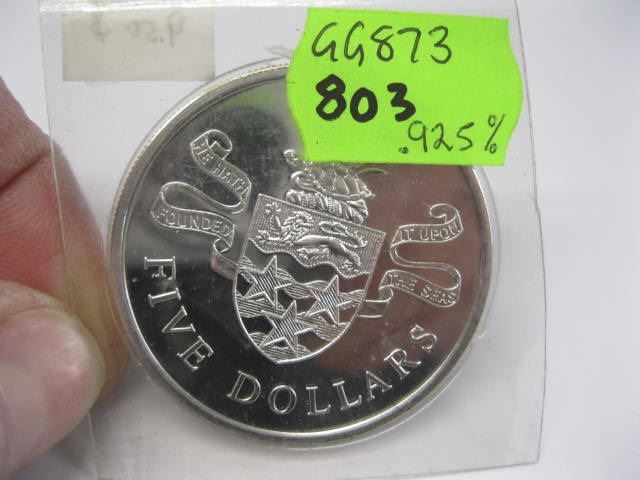 GG873
803
.925%
HE HATH
FOUNDED
IT UPON
THE SEAS
FIVE DOLLARS